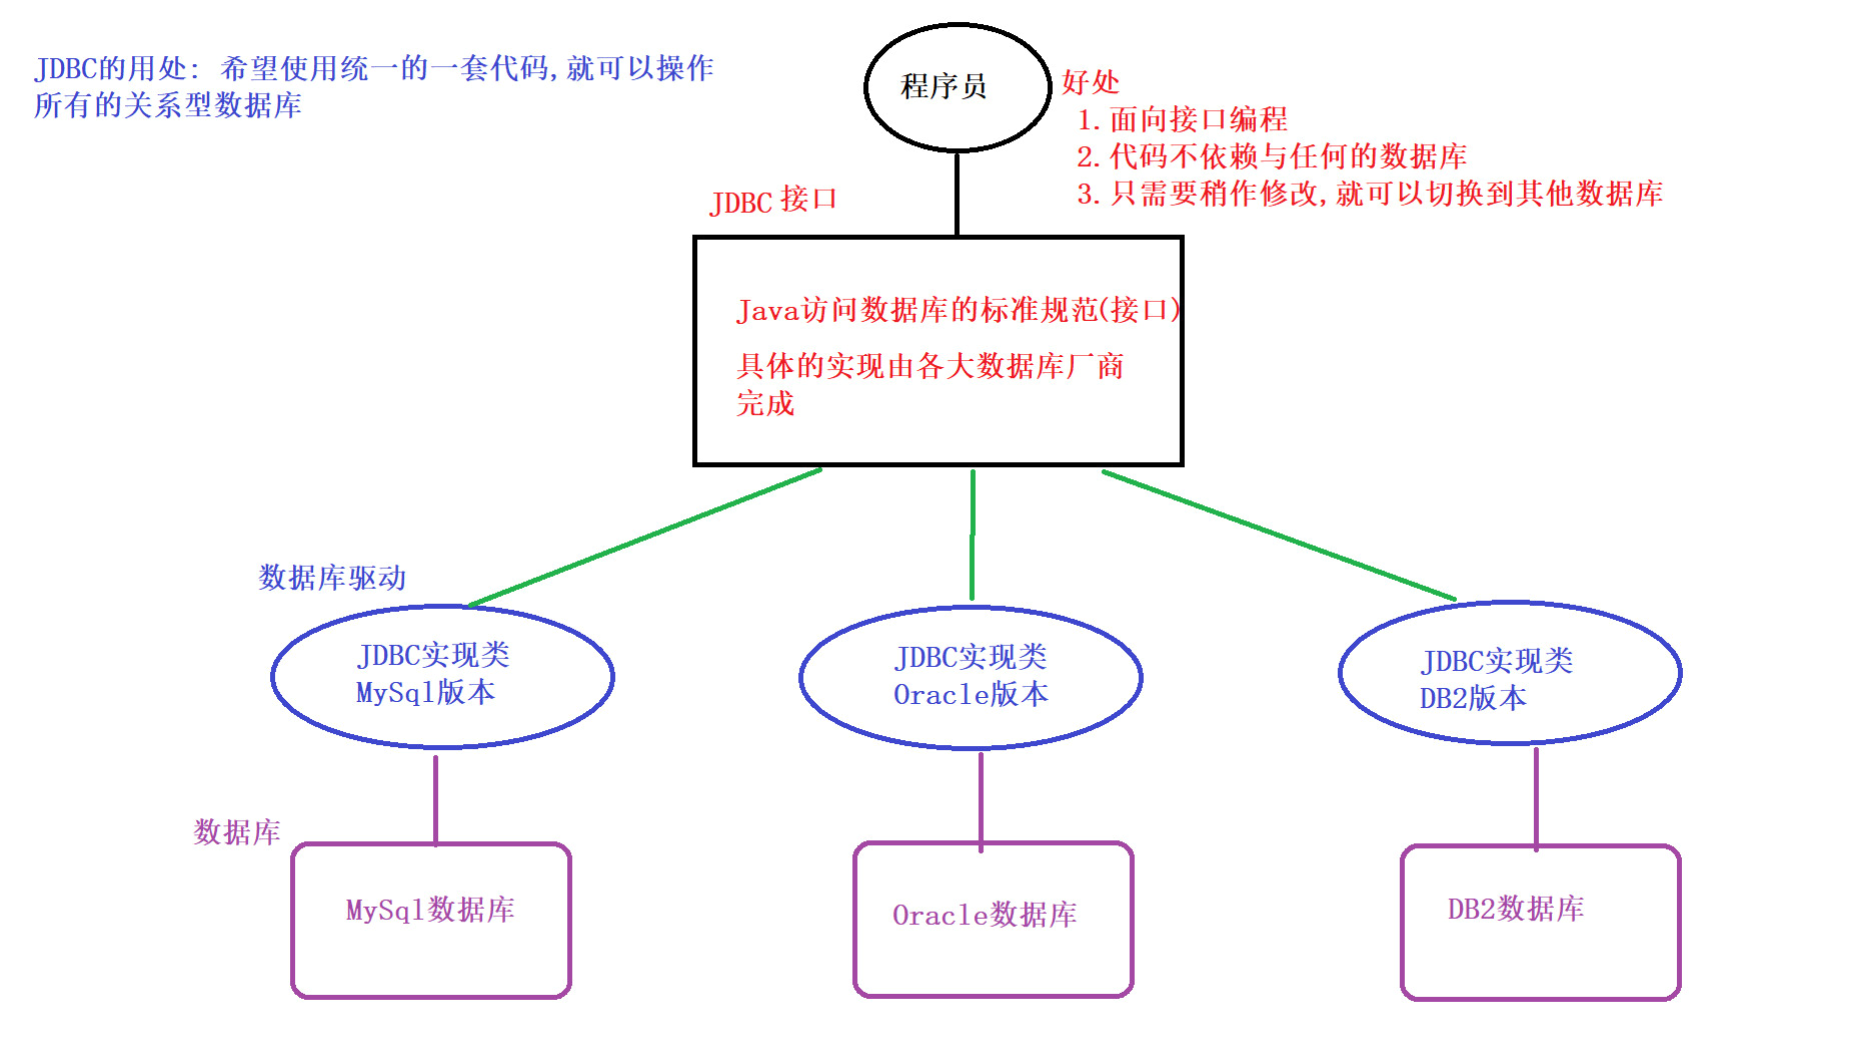 JDBC的用处: 希望使用统一的一套代码,就可以操作
所有的关系型数据库
程序员
好处
1.面向接口编程
2.代码不依赖与任何的数据库
3.只需要稍作修改,就可以切换到其他数据库
JDBC 接口
Java访问数据库的标准规范(接口)
具体的实现由各大数据库厂商
完成
数据库驱动
JDBC实现类
MySql版本
JDBC实现类
Oracle版本
JDBC实现类
DB2版本
数据库
MySql数据库
Oracle数据库
DB2数据库